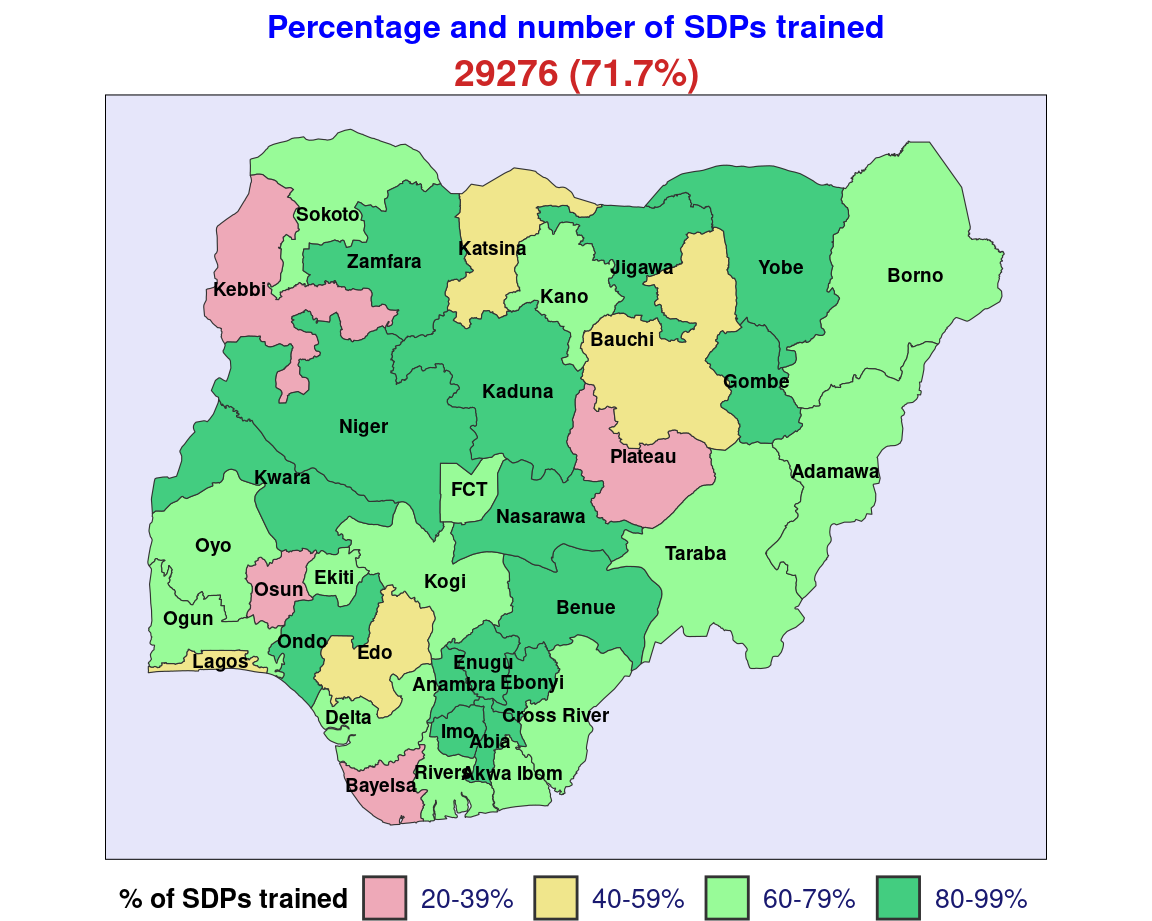 Percentage and number of SDPs trained
29276 (71.7%)
Sokoto
Katsina
Zamfara
Jigawa
Yobe
Borno
Kebbi
Kano
Bauchi
Gombe
Kaduna
Niger
Plateau
Adamawa
Kwara
FCT
Nasarawa
Oyo
Taraba
Ekiti
Kogi
Osun
Benue
Ogun
Ondo
Edo
Lagos
Enugu
Anambra
Ebonyi
Delta
Cross River
Imo
Abia
Rivers
Akwa Ibom
Bayelsa
% of SDPs trained 20-39% 40-59% 60-79% 80-99%